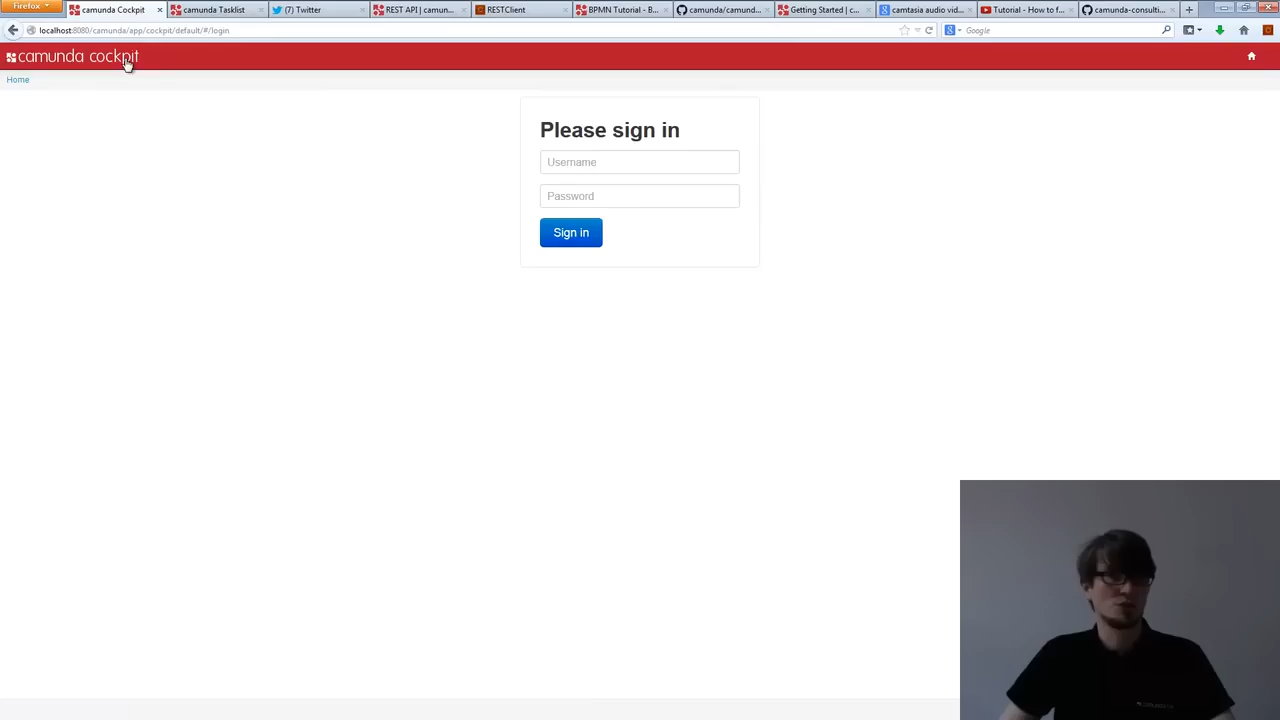 Firefox
camunda Cockpit
camunda Tasklist
(7) Twitter
REST API | camun...
RESTClient
BPMN Tutorial - B...
camunda/camund...
Getting Started | c...
camtasia audio vid...
Tutorial - How to f...
camunda-consulti...
localhost:8080/camunda/app/cockpit/default/#/login
Google
camunda cockpit
Home
Please sign in
Username
Password
Sign in